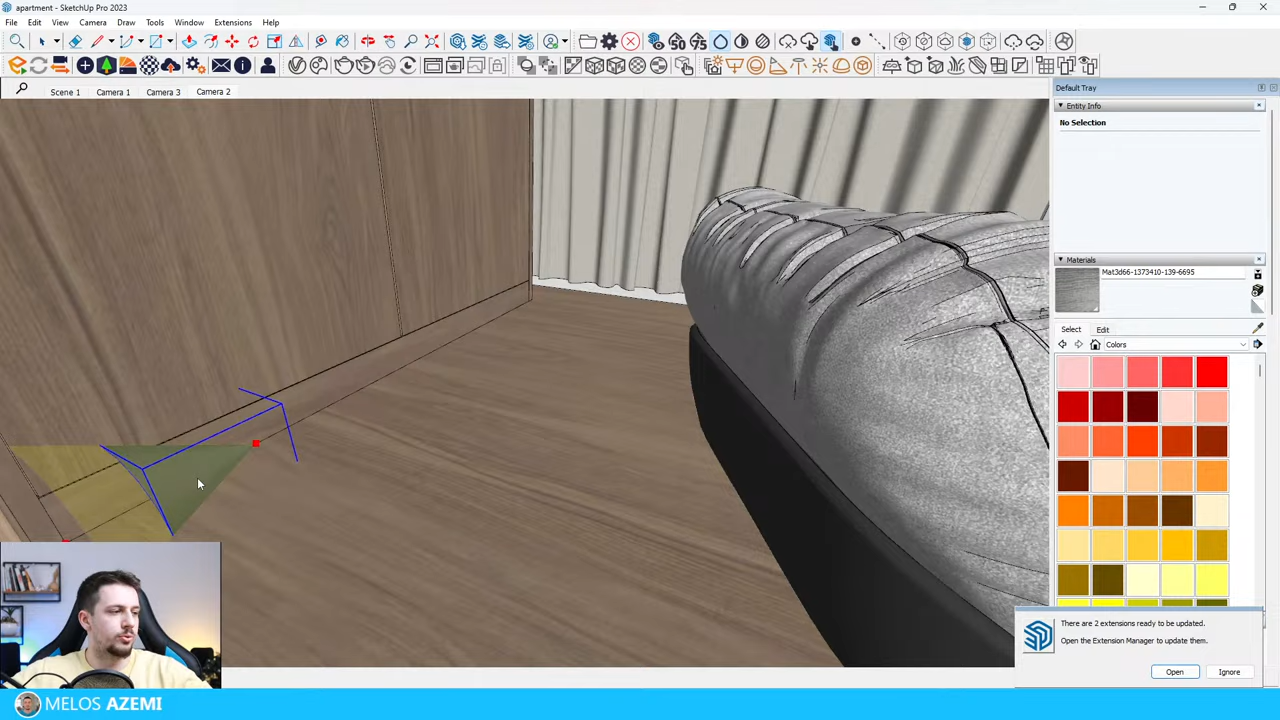 apartment - SketchUp Pro 2023
File Edit View Camera Draw Tools Window Extensions Help
50 75
Scene 1 Camera 1 Camera 3 Camera 2
Default Tray
Entity Info
No Selection
Materials
Mat3d66-1373410-139-6695
Select Edit
Colors
There are 2 extensions ready to be updated.
Open the Extension Manager to update them.
Open Ignore
MELOS AZEMI